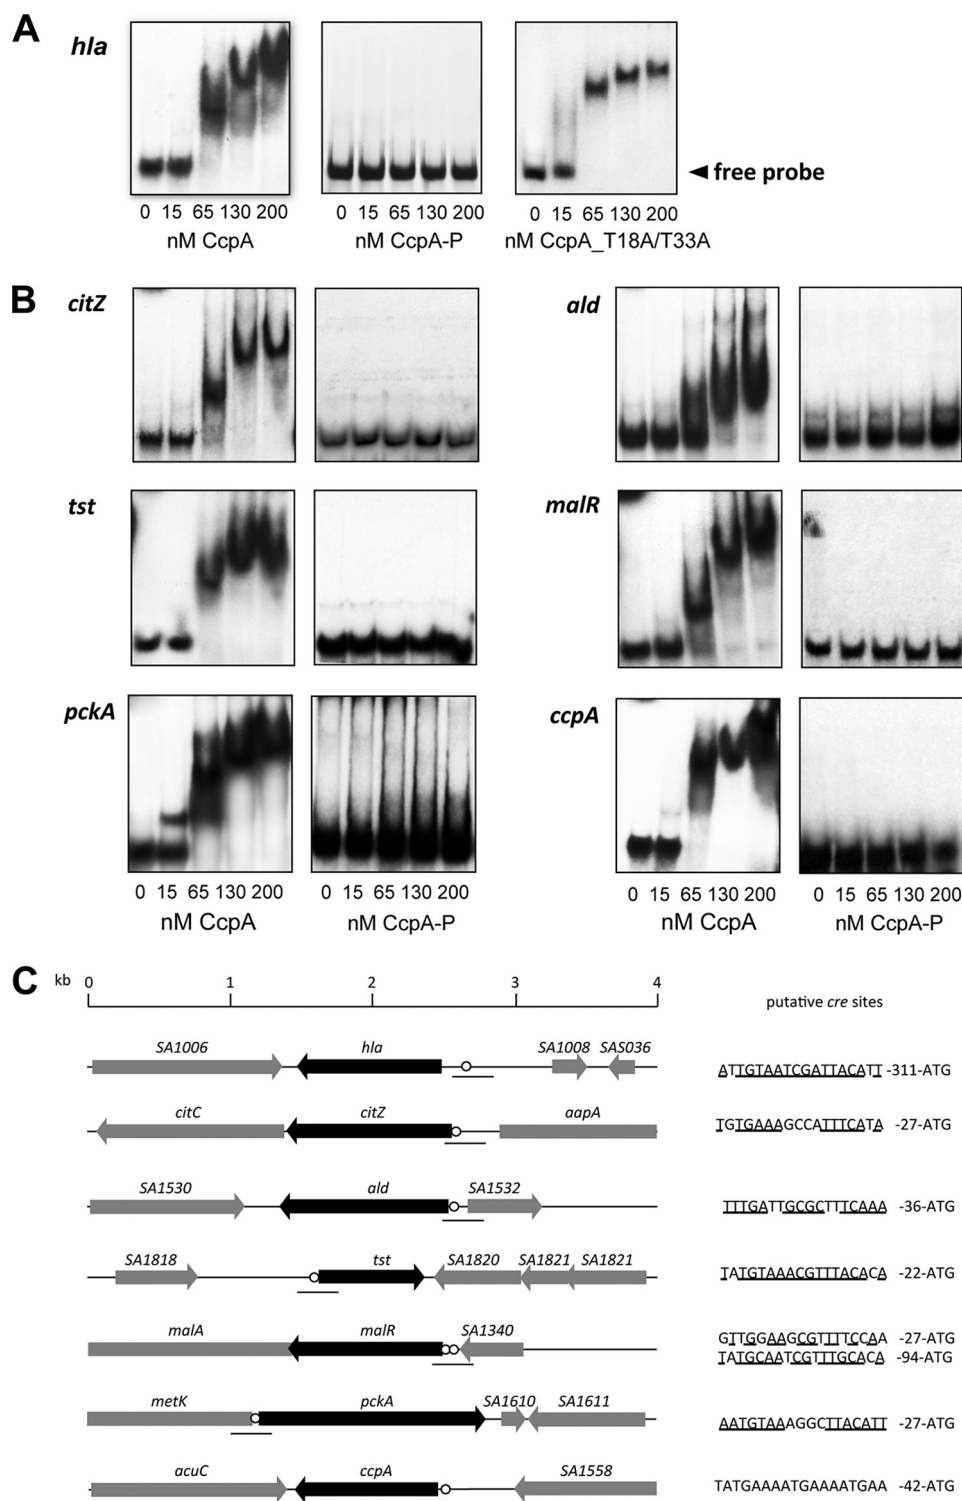 A
hla
free probe
0 15 65 130 200
nM CcpA
0 15 65 130 200
nM CcpA-P
0 15 65 130 200
nM CcpA_T18A/T33A
B
citZ
ald
tst
malR
pckA
ccpA
0 15 65 130 200
nM CcpA
0 15 65 130 200
nM CcpA-P
0 15 65 130 200
nM CcpA
0 15 65 130 200
nM CcpA-P
C
kb 0 1 2 3 4
putative cre sites
SA1006 hla SA1008 SAS036
ATTGTAATCGATTACATT -311-ATG
citC citZ aapA
TGTGAAAGCCATTTCATA -27-ATG
SA1530 ald SA1532
TTTGATTGCGCTTTCAAA -36-ATG
SA1818 tst SA1820 SA1821 SA1821
TATGTAAACGTTTACACA -22-ATG
malA malR SA1340
GTTGGAAGCGTTTTCCAA -27-ATG
TATGCAATCGTTTGCACA -94-ATG
metK pckA SA1610 SA1611
AATGTAAAGGCTTACATT -27-ATG
acuC ccpA SA1558
TATGAAAATGAAAATGAA -42-ATG